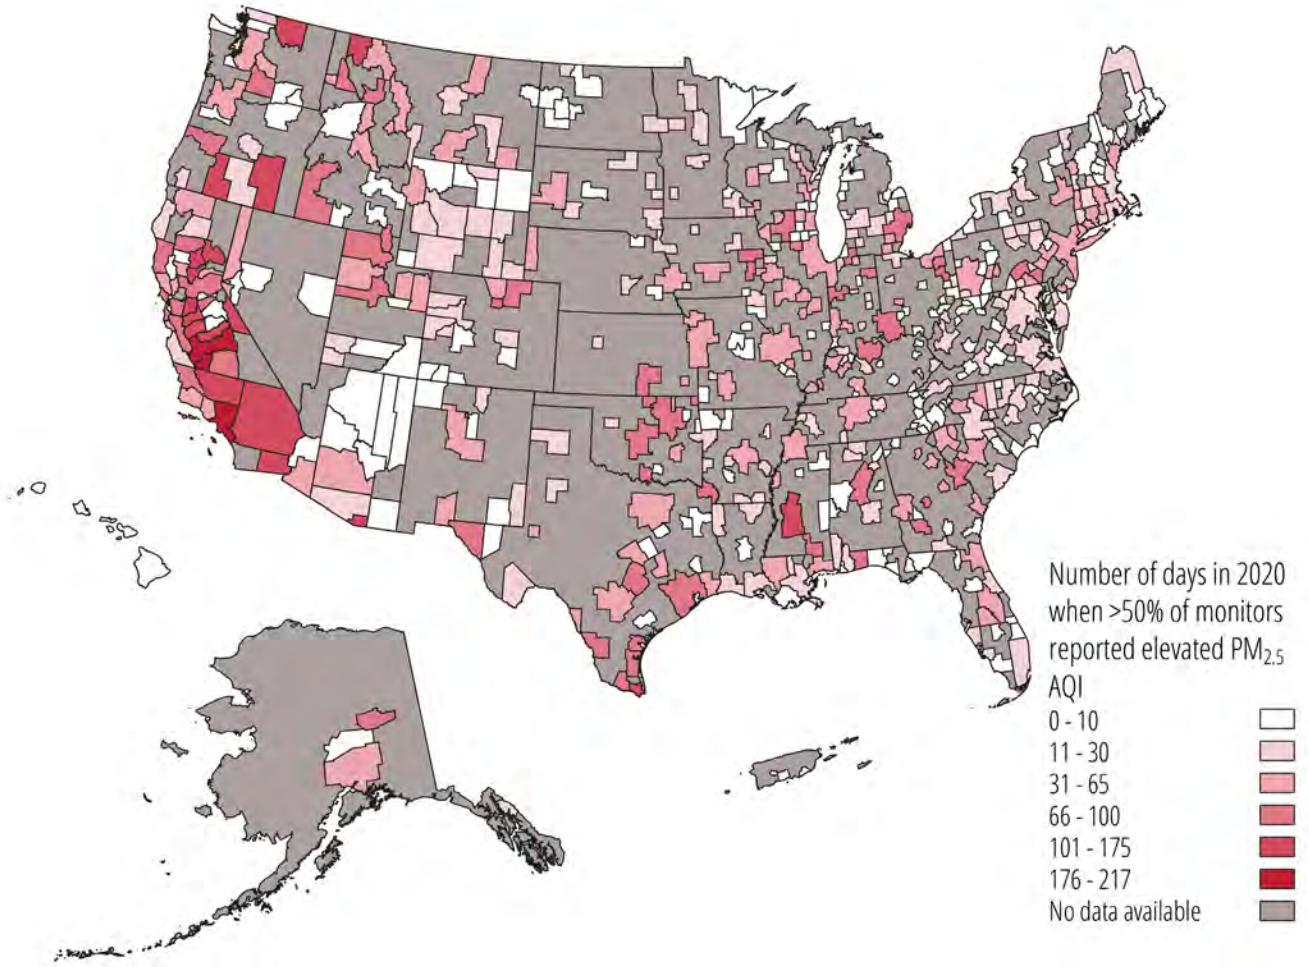 Number of days in 2020
when >50% of monitors
reported elevated PM2.5
AQI
0 - 10
11 - 30
31 - 65
66 - 100
101 - 175
176 - 217
No data available